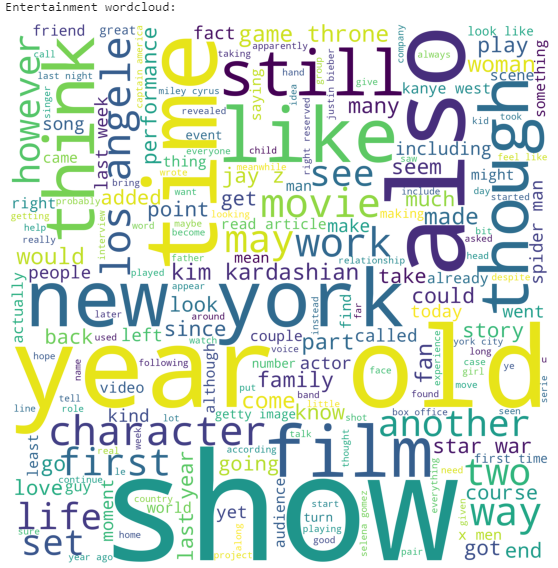 Entertainment wordcloud:
friend
great
fact
game throne
play
look like
call
taking
apparently
company
always
woman
something
last night
hand
group
give
scene
miley cyrus
idea
justin bieber
kanye west
singer
revealed
saying
many
kid
took
song
event
right reserved
including
feel like
came
everyone
child
saw
seem
however
think
last week
los angele
captain america
performance
time
still
like
also
though
spider man
thing
meanwhile
jay z
see
include
might
bring
wrote
man
much
day
started
right
added
want
get
movie
made
bit
getting
probably
point
looking
making
asked
help
word
maybe
read article
make
head
really
interview
become
may
work
would
father
mean
relationship
despite
people
played
kim kardashian
take
already
actually
new york
appear
could
went
later
look
around
instead
find
far
today
back
used
left
since
couple
part
called
fan
story
york city
long
u
watch
voice
experience
case
ye
year old
name
following
although
number
actor
face
girl
hope
video
family
put
found
move
serie
tell
come
band
little
line
role
kind
lot
getty image
know
shot
box office
seen
character
another
least
week
talk
star war
go
first
real
according
going
film
thought
everything
first time
continue
le
need
two
love
guy
moment
last year
country
world
audience
start
course
way
life
show
yet
turn
playing
selena gomez
given
x men
sure
set
home
along
good
pair
got
end
year ago
project